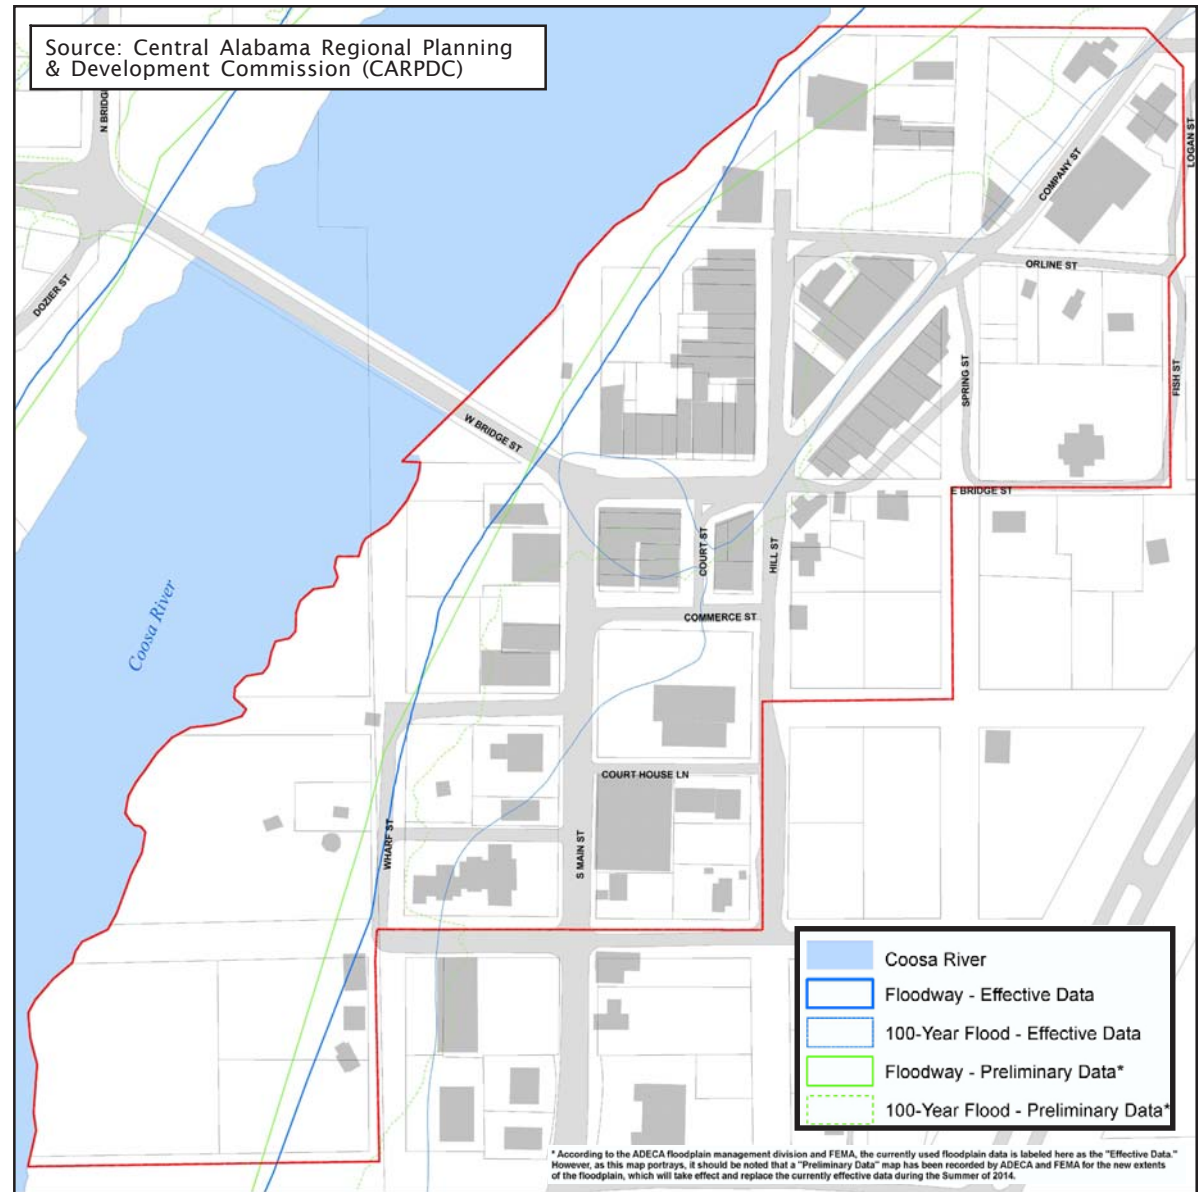 Source: Central Alabama Regional Planning
& Development Commission (CARPDC)
N BRIDGE
LOGAN ST
COMPANY ST
DOZIER ST
ORLINE ST
SPRING ST
FISH ST
W BRIDGE ST
E BRIDGE ST
COURT ST
HILL ST
Coosa River
COMMERCE ST
COURT HOUSE LN
WHARF ST
S MAIN ST
Coosa River
Floodway - Effective Data
100-Year Flood - Effective Data
Floodway - Preliminary Data*
100-Year Flood - Preliminary Data*
* According to the ADECA floodplain management division and FEMA, the currently used floodplain data is labeled here as the "Effective Data."
However, as this map portrays, it should be noted that a "Preliminary Data" map has been recorded by ADECA and FEMA for the new extents
of the floodplain, which will take effect and replace the currently effective data during the Summer of 2014.